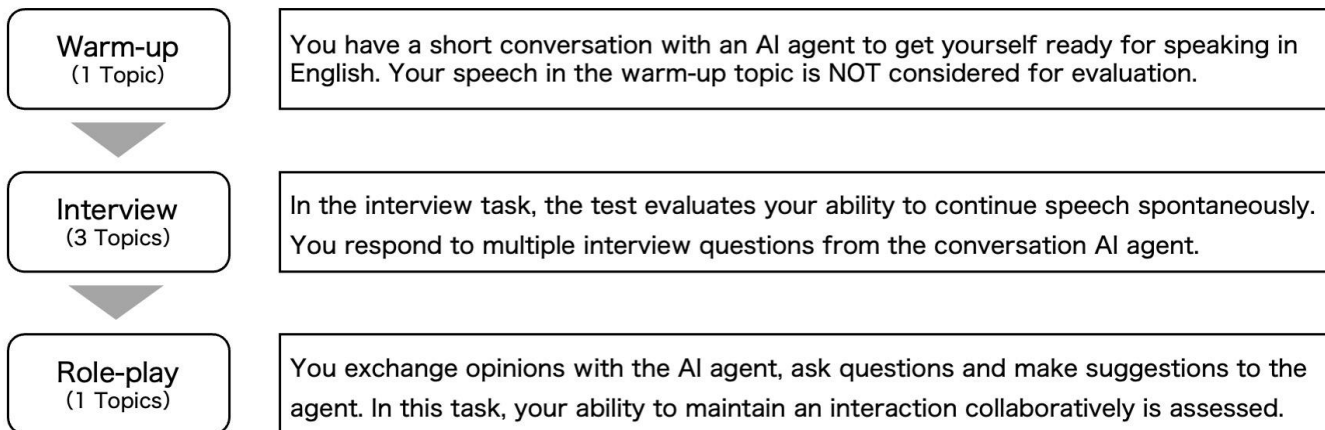 Warm-up
(1 Topic)
You have a short conversation with an AI agent to get yourself ready for speaking in
English. Your speech in the warm-up topic is NOT considered for evaluation.
Interview
(3 Topics)
In the interview task, the test evaluates your ability to continue speech spontaneously.
You respond to multiple interview questions from the conversation AI agent.
Role-play
(1 Topics)
You exchange opinions with the AI agent, ask questions and make suggestions to the
agent. In this task, your ability to maintain an interaction collaboratively is assessed.